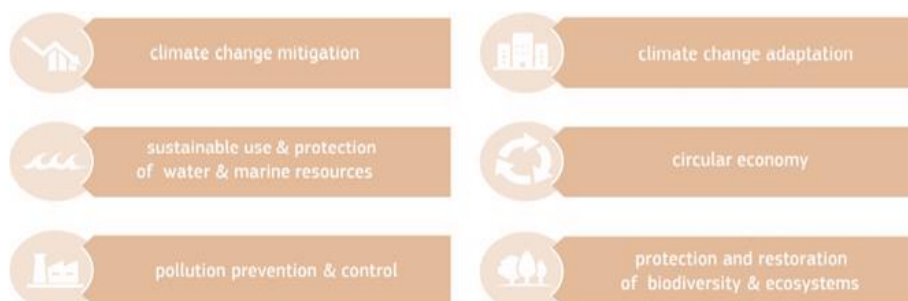 climate change mitigation
climate change adaptation
sustainable use & protection
of water & marine resources
circular economy
pollution prevention & control
protection and restoration
of biodiversity & ecosystems